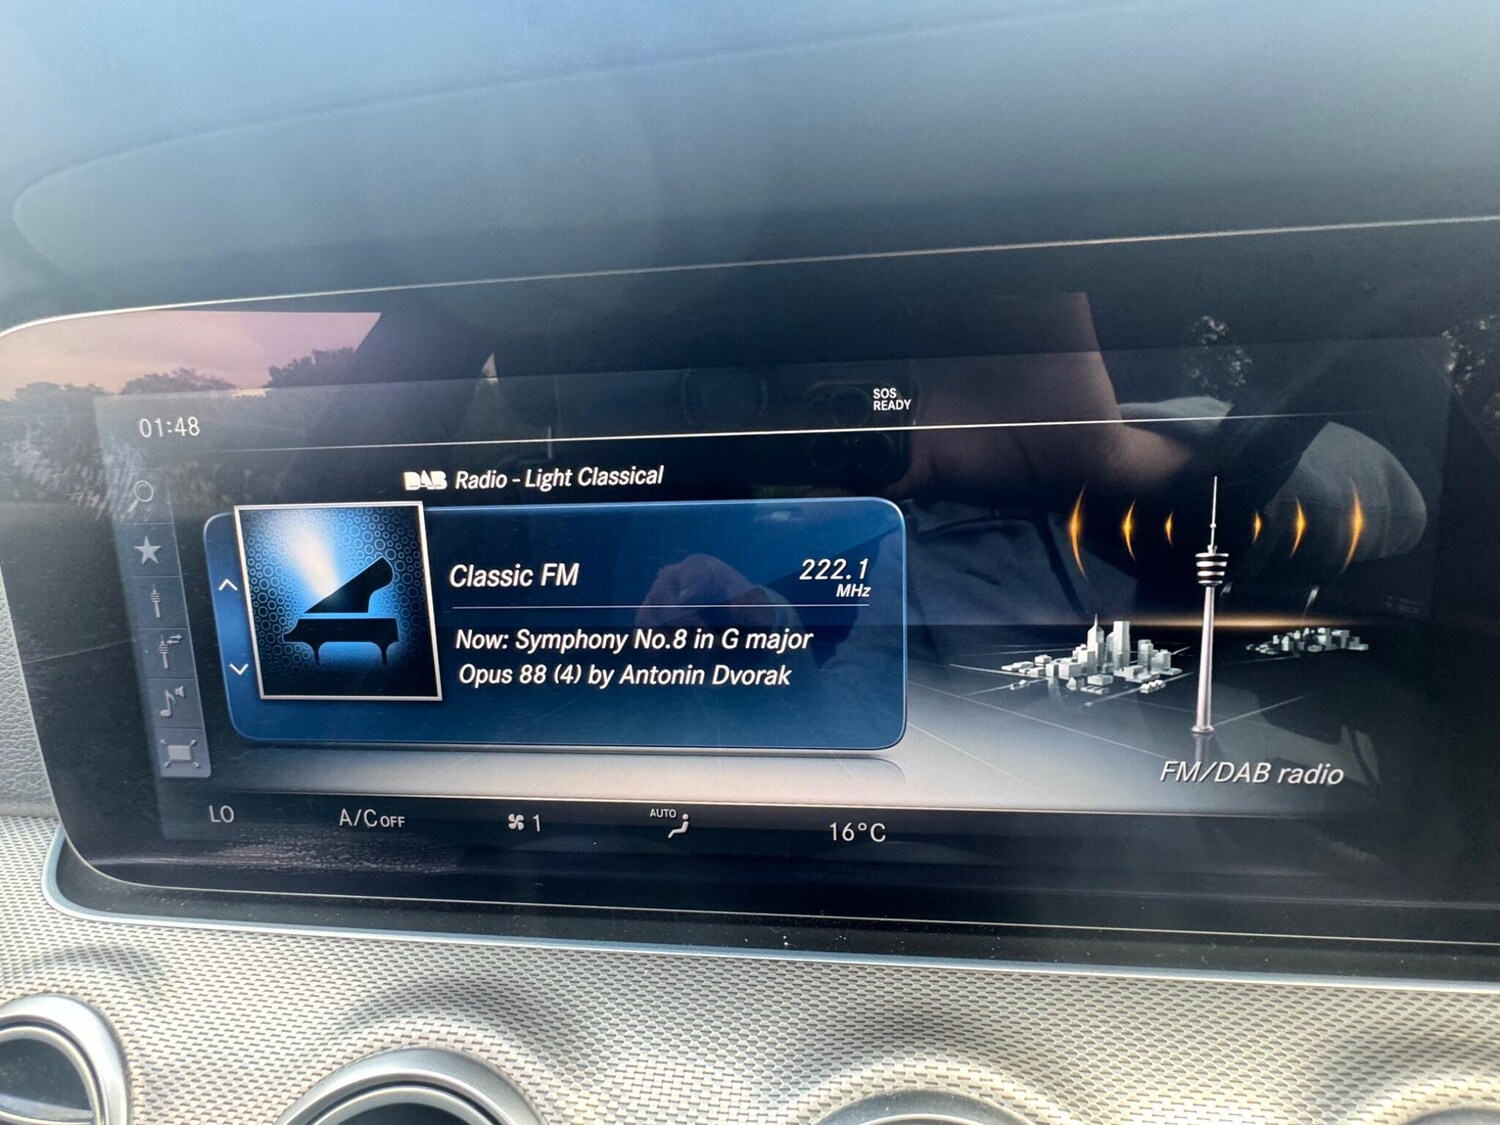 01:48
SOS
READY
DAB Radio - Light Classical
Classic FM
222.1
MHz
Now: Symphony No.8 in G major
Opus 88 (4) by Antonin Dvorak
FM/DAB radio
LO
A/C OFF
1
AUTO
16°C